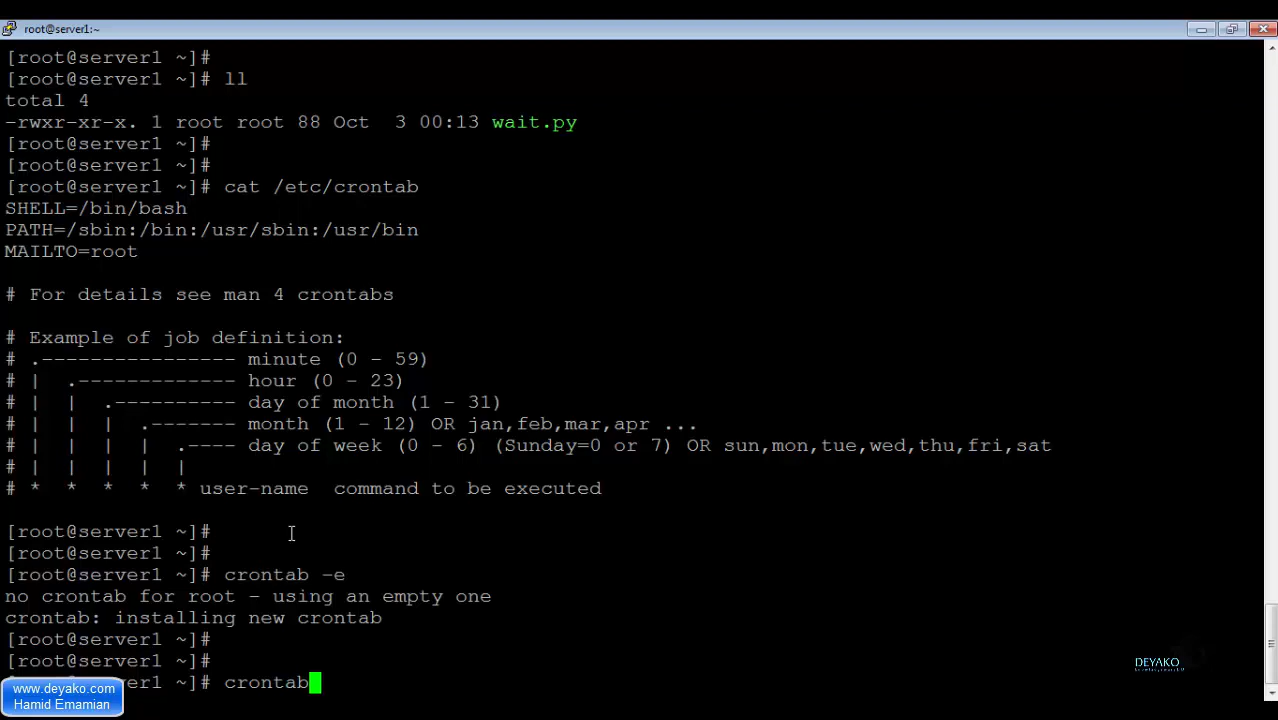 root@server1:~
[root@server1 ~]#
[root@server1 ~]# ll
total 4
-rwxr-xr-x. 1 root root 88 Oct  3 00:13 wait.py
[root@server1 ~]#
[root@server1 ~]#
[root@server1 ~]# cat /etc/crontab
SHELL=/bin/bash
PATH=/sbin:/bin:/usr/sbin:/usr/bin
MAILTO=root
# For details see man 4 crontabs
# Example of job definition:
# .---------------- minute (0 - 59)
# |  .------------- hour (0 - 23)
# |  |  .---------- day of month (1 - 31)
# |  |  |  .------- month (1 - 12) OR jan,feb,mar,apr ...
# |  |  |  |  .---- day of week (0 - 6) (Sunday=0 or 7) OR sun,mon,tue,wed,thu,fri,sat
# |  |  |  |  |
# *  *  *  *  * user-name  command to be executed
[root@server1 ~]#
[root@server1 ~]#
[root@server1 ~]# crontab -e
no crontab for root - using an empty one
crontab: installing new crontab
[root@server1 ~]#
[root@server1 ~]#
server1 ~]# crontab
DEYAKO
www.deyako.com
Hamid Emamian